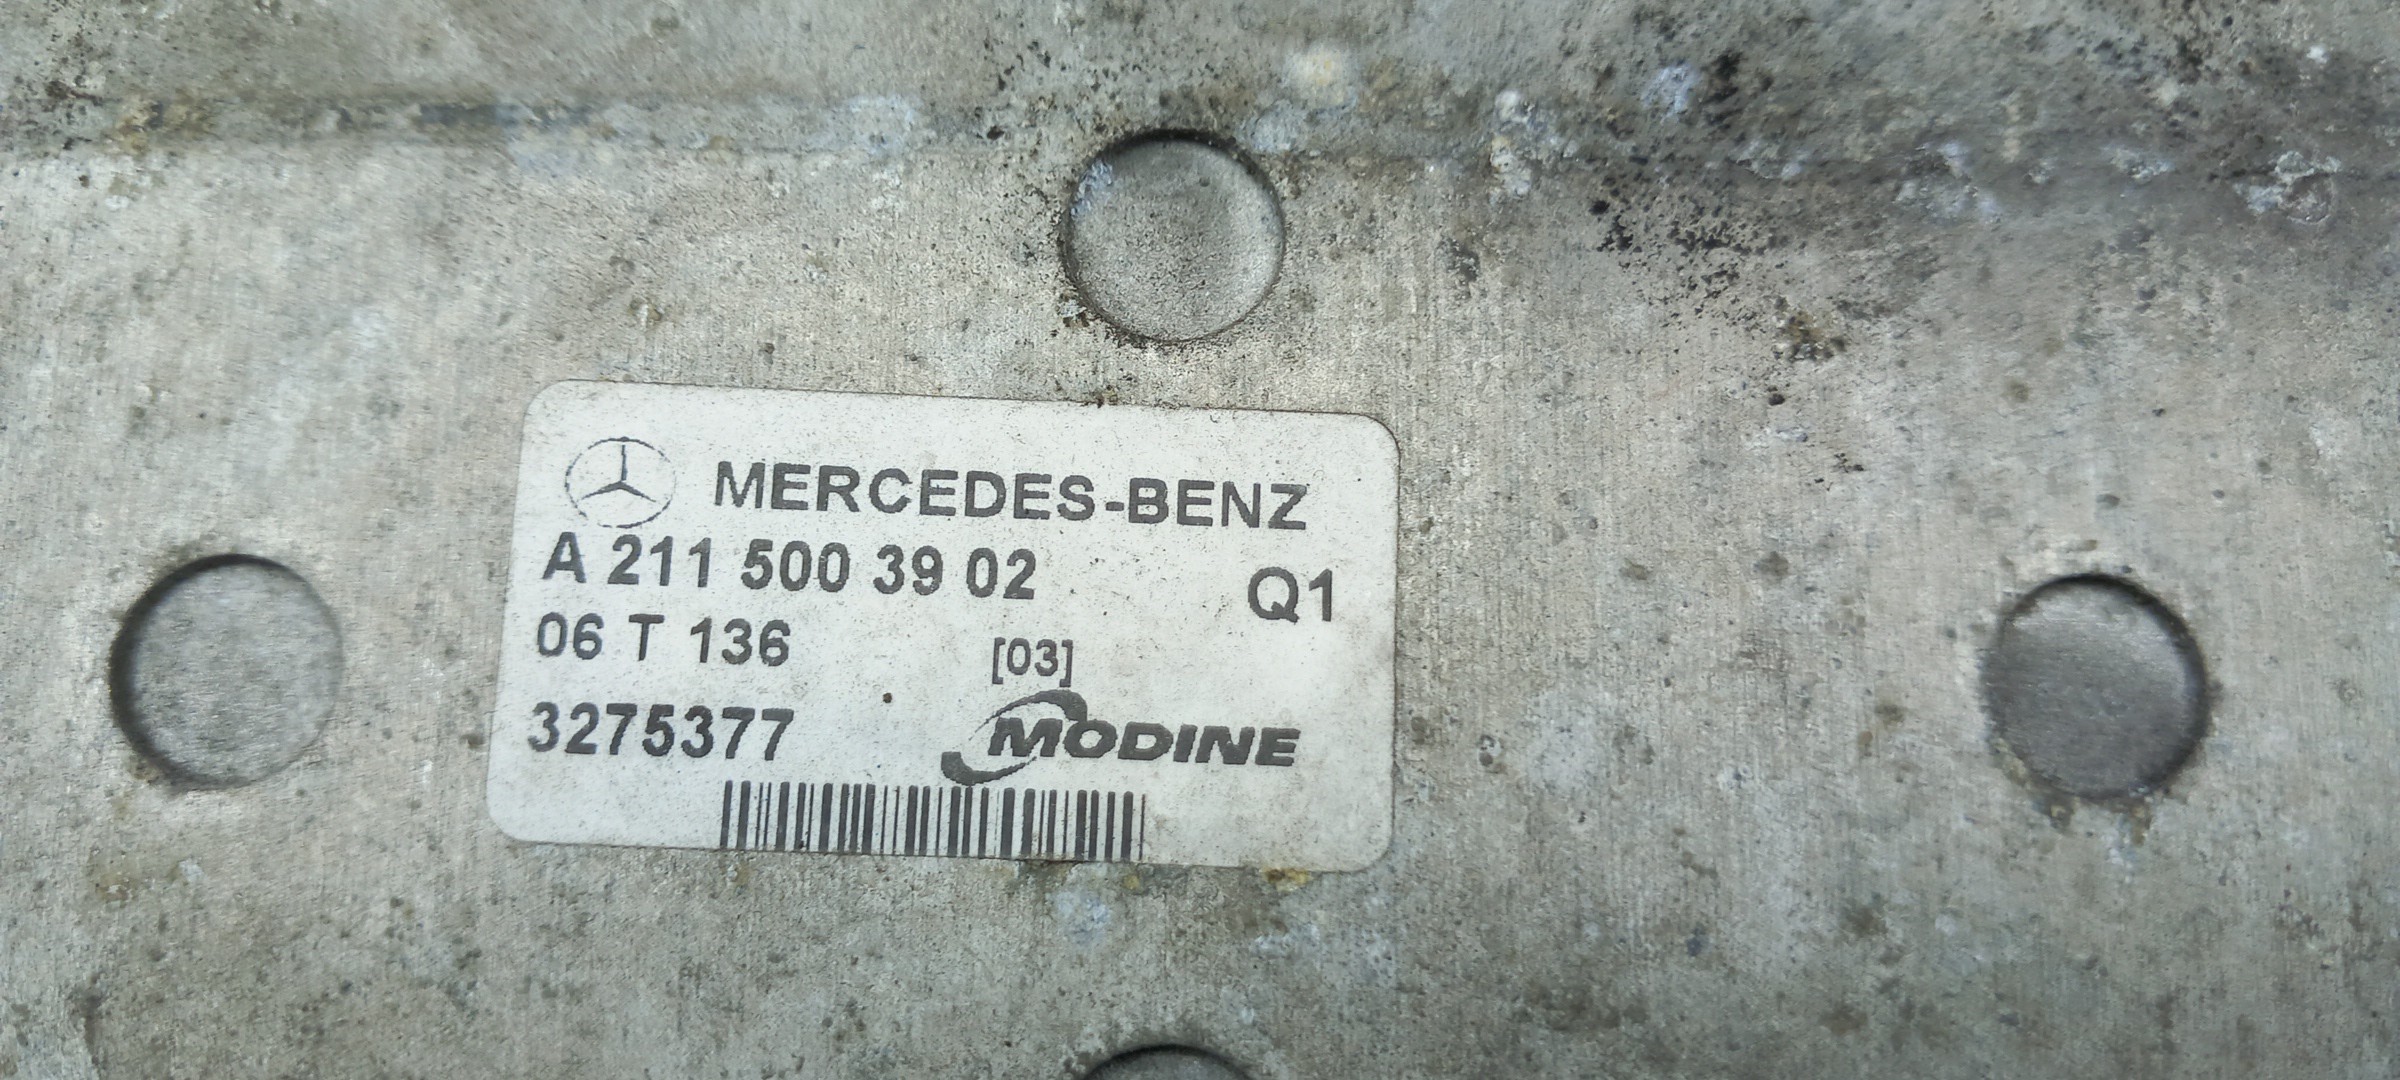 MERCEDES-BENZ
A 211 500 39 02
Q1
06 T 136
[03]
3275377
MODINE